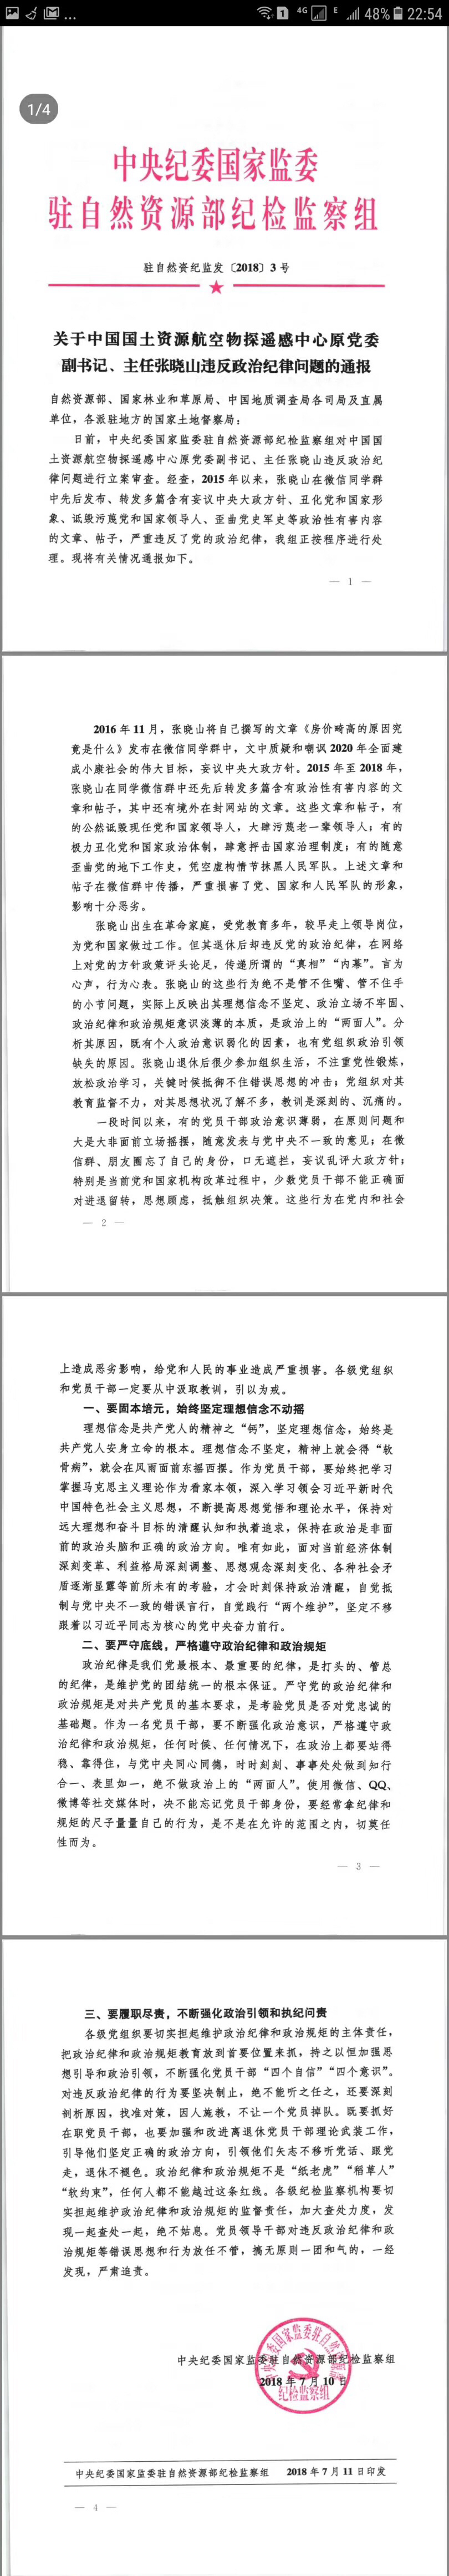 1 4G E 48% 22:54
1/4
中央纪委国家监委
驻自然资源部纪检监察组
驻自然资纪监发〔2018〕3 号
关于中国国土资源航空物探遥感中心原党委
副书记、主任张晓山违反政治纪律问题的通报
自然资源部、国家林业和草原局、中国地质调查局各司局及直属
单位，各派驻地方的国家土地督察局：
日前，中央纪委国家监委驻自然资源部纪检监察组对中国国
土资源航空物探遥感中心原党委副书记、主任张晓山违反政治纪
律问题进行立案审查。经查，2015 年以来，张晓山在微信同学群
中先后发布、转发多篇含有妄议中央大政方针、丑化党和国家形
象、诋毁污蔑党和国家领导人、歪曲党史军史等政治性有害内容
的文章、帖子，严重违反了党的政治纪律，我组正按程序进行处
理。现将有关情况通报如下。
— 1 —
2016 年 11 月，张晓山将自己撰写的文章《房价畸高的原因究
竟是什么》发布在微信同学群中，文中质疑和嘲讽 2020 年全面建
成小康社会的伟大目标，妄议中央大政方针。2015 年至 2018 年，
张晓山在同学微信群中还先后转发多篇含有政治性有害内容的文
章和帖子，其中还有境外在封网站的文章。这些文章和帖子，有
的公然诋毁现任党和国家领导人，大肆污蔑老一辈领导人；有的
极力丑化党和国家政治体制，肆意抨击国家治理制度；有的随意
歪曲党的地下工作史，凭空虚构情节抹黑人民军队。上述文章和
帖子在微信群中传播，严重损害了党、国家和人民军队的形象，
影响十分恶劣。
张晓山出生在革命家庭，受党教育多年，较早走上领导岗位，
为党和国家做过工作。但其退休后却违反党的政治纪律，在网络
上对党的方针政策评头论足，传递所谓的“真相”“内幕”。言为
心声，行为心表。张晓山的这些行为绝不是管不住嘴、管不住手
的小节问题，实际上反映出其理想信念不坚定、政治立场不牢固、
政治纪律和政治规矩意识淡薄的本质，是政治上的“两面人”。分
析其原因，既有个人政治意识弱化的因素，也有党组织政治引领
缺失的原因。张晓山退休后很少参加组织生活，不注重党性锻炼，
放松政治学习，关键时候抵御不住错误思想的冲击；党组织对其
教育监督不力，对其思想状况了解不多，教训是深刻的、沉痛的。
一段时间以来，有的党员干部政治意识薄弱，在原则问题和
大是大非面前立场摇摆，随意发表与党中央不一致的意见；在微
信群、朋友圈忘了自己的身份，口无遮拦，妄议乱评大政方针；
特别是当前党和国家机构改革过程中，少数党员干部不能正确面
对进退留转，思想顾虑，抵触组织决策。这些行为在党内和社会
— 2 —
上造成恶劣影响，给党和人民的事业造成严重损害。各级党组织
和党员干部一定要从中汲取教训，引以为戒。
一、要固本培元，始终坚定理想信念不动摇
理想信念是共产党人的精神之“钙”，坚定理想信念，始终是
共产党人安身立命的根本。理想信念不坚定，精神上就会得“软
骨病”，就会在风雨面前东摇西摆。作为党员干部，要始终把学习
掌握马克思主义理论作为看家本领，深入学习领会习近平新时代
中国特色社会主义思想，不断提高思想觉悟和理论水平，保持对
远大理想和奋斗目标的清醒认知和执着追求，保持在政治是非面
前的政治头脑和正确的政治方向。唯有如此，面对当前经济体制
深刻变革、利益格局深刻调整、思想观念深刻变化、各种社会矛
盾逐渐显露等前所未有的考验，才会时刻保持政治清醒，自觉抵
制与党中央不一致的错误言行，自觉践行“两个维护”，坚定不移
跟着以习近平同志为核心的党中央奋力前行。
二、要严守底线，严格遵守政治纪律和政治规矩
政治纪律是我们党最根本、最重要的纪律，是打头的、管总
的纪律，是维护党的团结统一的根本保证。严守党的政治纪律和
政治规矩是对共产党员的基本要求，是考验党员是否对党忠诚的
基础题。作为一名党员干部，要不断强化政治意识，严格遵守政
治纪律和政治规矩，任何时候、任何情况下，在政治上都要站得
稳、靠得住，与党中央同心同德，时时刻刻、事事处处做到知行
合一、表里如一，绝不做政治上的“两面人”。使用微信、QQ、
微博等社交媒体时，决不能忘记党员干部身份，要经常拿纪律和
规矩的尺子量量自己的行为，是不是在允许的范围之内，切莫任
性而为。
— 3 —
三、要履职尽责，不断强化政治引领和执纪问责
各级党组织要切实担起维护政治纪律和政治规矩的主体责任，
把政治纪律和政治规矩教育放到首要位置来抓，持之以恒加强思
想引导和政治引领，不断强化党员干部“四个自信”“四个意识”。
对违反政治纪律的行为要坚决制止，绝不能听之任之，还要深刻
剖析原因，找准对策，因人施教，不让一个党员掉队。既要抓好
在职党员干部，也要加强和改进离退休党员干部理论武装工作，
引导他们坚定正确的政治方向，引领他们矢志不移听党话、跟党
走，退休不褪色。政治纪律和政治规矩不是“纸老虎”“稻草人”
“软约束”，任何人都不能越过这条红线。各级纪检监察机构要切
实担起维护政治纪律和政治规矩的监督责任，加大查处力度，发
现一起查处一起，绝不姑息。党员领导干部对违反政治纪律和政
治规矩等错误思想和行为放任不管，搞无原则一团和气的，一经
发现，严肃追责。
中央纪委国家监委驻自然资源部纪检监察组
2018 年 7 月 10 日
中央纪委国家监委驻自然资源部
纪检监察组
中央纪委国家监委驻自然资源部纪检监察组 2018 年 7 月 11 日印发
— 4 —